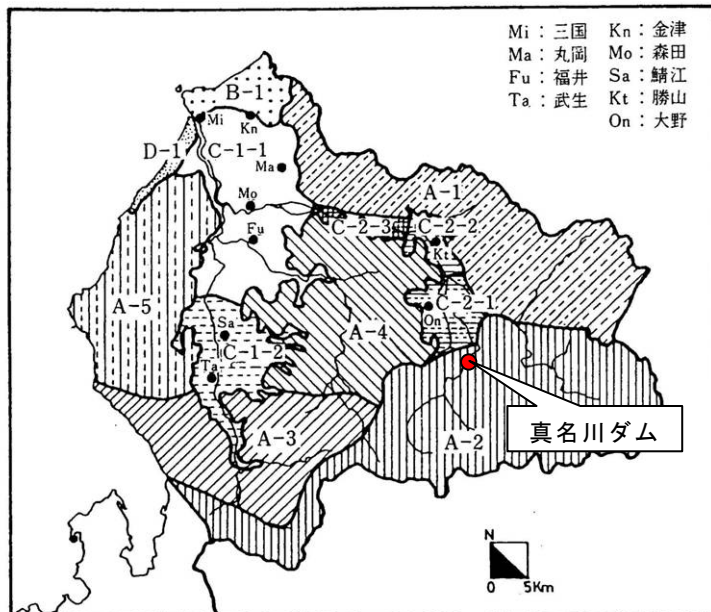 Mi:三国 Kn:金津
Ma:丸岡 Mo:森田
Fu:福井 Sa:鯖江
Ta:武生 Kt:勝山
On:大野
B-1
Mi
Kn
D-1
C-1-1
Ma
A-1
Mo
C-2-3
C-2-2
Fu
Kt
A-5
C-2-1
On
Sa
A-4
C-1-2
Ta
真名川ダム
A-3
A-2
N
0 5Km